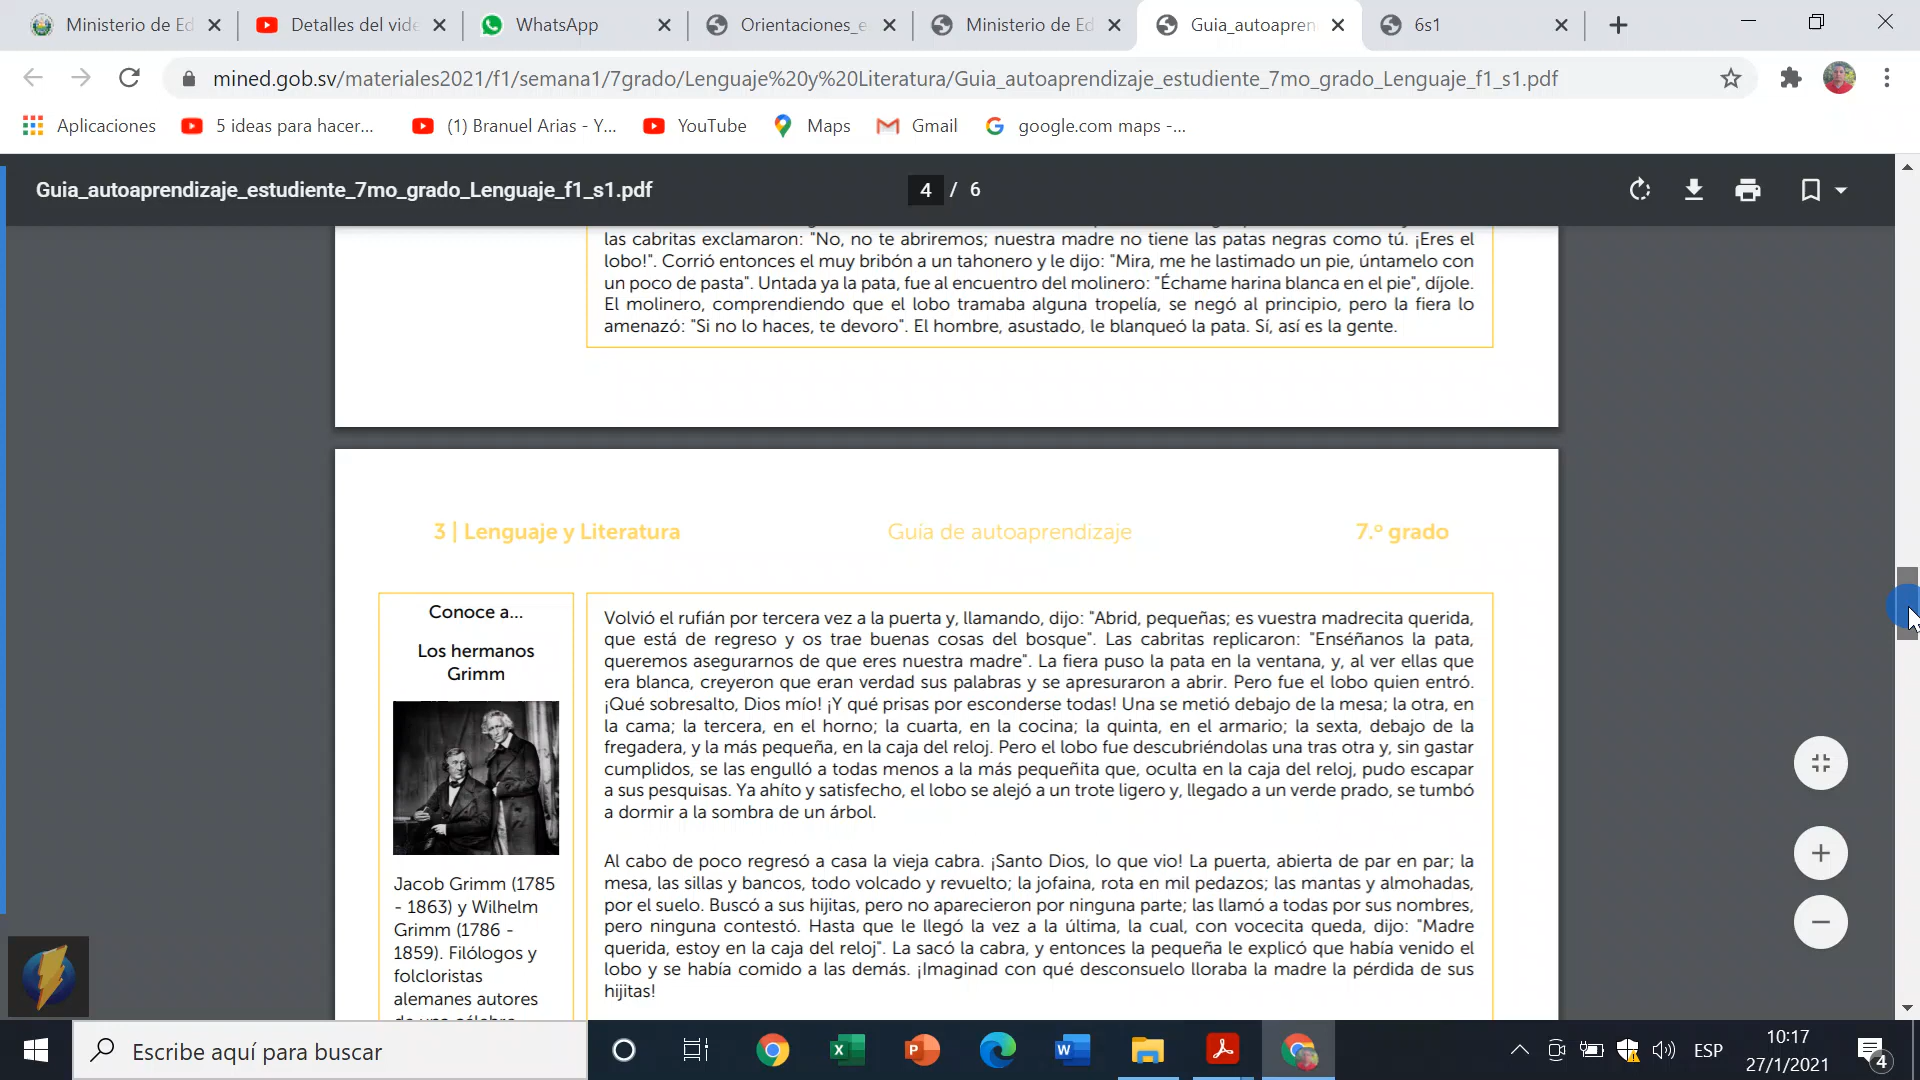 Ministerio de Ed
Detalles del vide
WhatsApp
Orientaciones_e
Ministerio de Ed
Guia_autoapren
6s1
mined.gob.sv/materiales2021/f1/semana1/7grado/Lenguaje%20y%20Literatura/Guia_autoaprendizaje_estudiente_7mo_grado_Lenguaje_f1_s1.pdf
Aplicaciones
5 ideas para hacer...
(1) Branuel Arias - Y...
YouTube
Maps
Gmail
google.com maps -...
Guia_autoaprendizaje_estudiente_7mo_grado_Lenguaje_f1_s1.pdf
4 / 6
las cabritas exclamaron: "No, no te abriremos; nuestra madre no tiene las patas negras como tú. ¡Eres el
lobo!". Corrió entonces el muy bribón a un tahonero y le dijo: "Mira, me he lastimado un pie, úntamelo con
un poco de pasta". Untada ya la pata, fue al encuentro del molinero: "Échame harina blanca en el pie", díjole.
El molinero, comprendiendo que el lobo tramaba alguna tropelía, se negó al principio, pero la fiera lo
amenazó: "Si no lo haces, te devoro". El hombre, asustado, le blanqueó la pata. Sí, así es la gente.
3 | Lenguaje y Literatura
Guía de autoaprendizaje
7.º grado
Conoce a...
Los hermanos
Grimm
Jacob Grimm (1785
- 1863) y Wilhelm
Grimm (1786 -
1859). Filólogos y
folcloristas
alemanes autores
Volvió el rufián por tercera vez a la puerta y, llamando, dijo: "Abrid, pequeñas; es vuestra madrecita querida,
que está de regreso y os trae buenas cosas del bosque". Las cabritas replicaron: "Enséñanos la pata,
queremos asegurarnos de que eres nuestra madre". La fiera puso la pata en la ventana, y, al ver ellas que
era blanca, creyeron que eran verdad sus palabras y se apresuraron a abrir. Pero fue el lobo quien entró.
¡Qué sobresalto, Dios mío! ¡Y qué prisas por esconderse todas! Una se metió debajo de la mesa; la otra, en
la cama; la tercera, en el horno; la cuarta, en la cocina; la quinta, en el armario; la sexta, debajo de la
fregadera, y la más pequeña, en la caja del reloj. Pero el lobo fue descubriéndolas una tras otra y, sin gastar
cumplidos, se las engulló a todas menos a la más pequeñita que, oculta en la caja del reloj, pudo escapar
a sus pesquisas. Ya ahíto y satisfecho, el lobo se alejó a un trote ligero y, llegado a un verde prado, se tumbó
a dormir a la sombra de un árbol.
Al cabo de poco regresó a casa la vieja cabra. ¡Santo Dios, lo que vio! La puerta, abierta de par en par; la
mesa, las sillas y bancos, todo volcado y revuelto; la jofaina, rota en mil pedazos; las mantas y almohadas,
por el suelo. Buscó a sus hijitas, pero no aparecieron por ninguna parte; las llamó a todas por sus nombres,
pero ninguna contestó. Hasta que le llegó la vez a la última, la cual, con vocecita queda, dijo: "Madre
querida, estoy en la caja del reloj". La sacó la cabra, y entonces la pequeña le explicó que había venido el
lobo y se había comido a las demás. ¡Imaginad con qué desconsuelo lloraba la madre la pérdida de sus
hijitas!
Escribe aquí para buscar
ESP
10:17
27/1/2021
4